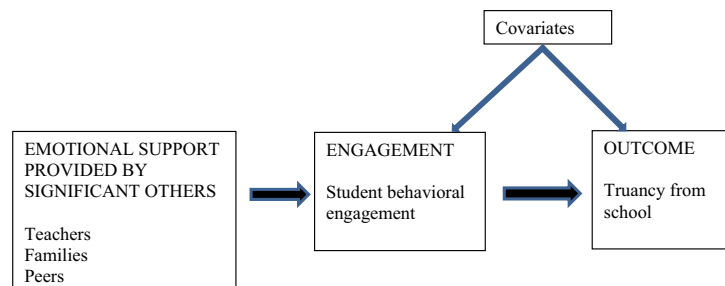 Covariates
EMOTIONAL SUPPORT
PROVIDED BY
SIGNIFICANT OTHERS
Teachers
Families
Peers
ENGAGEMENT
Student behavioral
engagement
OUTCOME
Truancy from
school